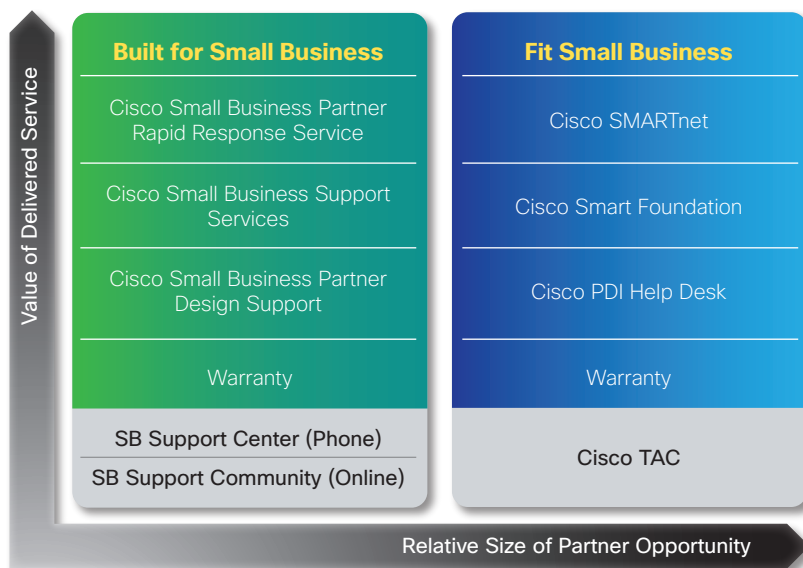 Value of Delivered Service
Built for Small Business
Cisco Small Business Partner
Rapid Response Service
Cisco Small Business Support
Services
Cisco Small Business Partner
Design Support
Warranty
SB Support Center (Phone)
SB Support Community (Online)
Fit Small Business
Cisco SMARTnet
Cisco Smart Foundation
Cisco PDI Help Desk
Warranty
Cisco TAC
Relative Size of Partner Opportunity